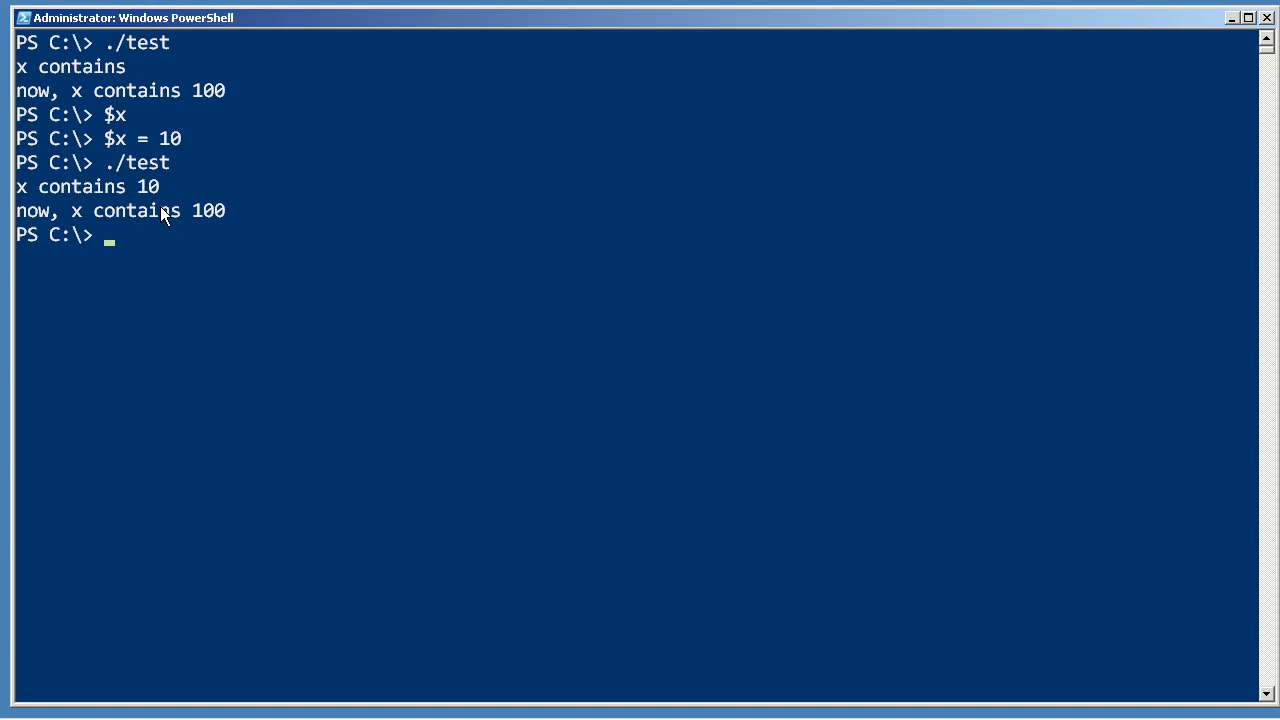 Administrator: Windows PowerShell
PS C:\> ./test
x contains
now, x contains 100
PS C:\> $x
PS C:\> $x = 10
PS C:\> ./test
x contains 10
now, x contains 100
PS C:\>